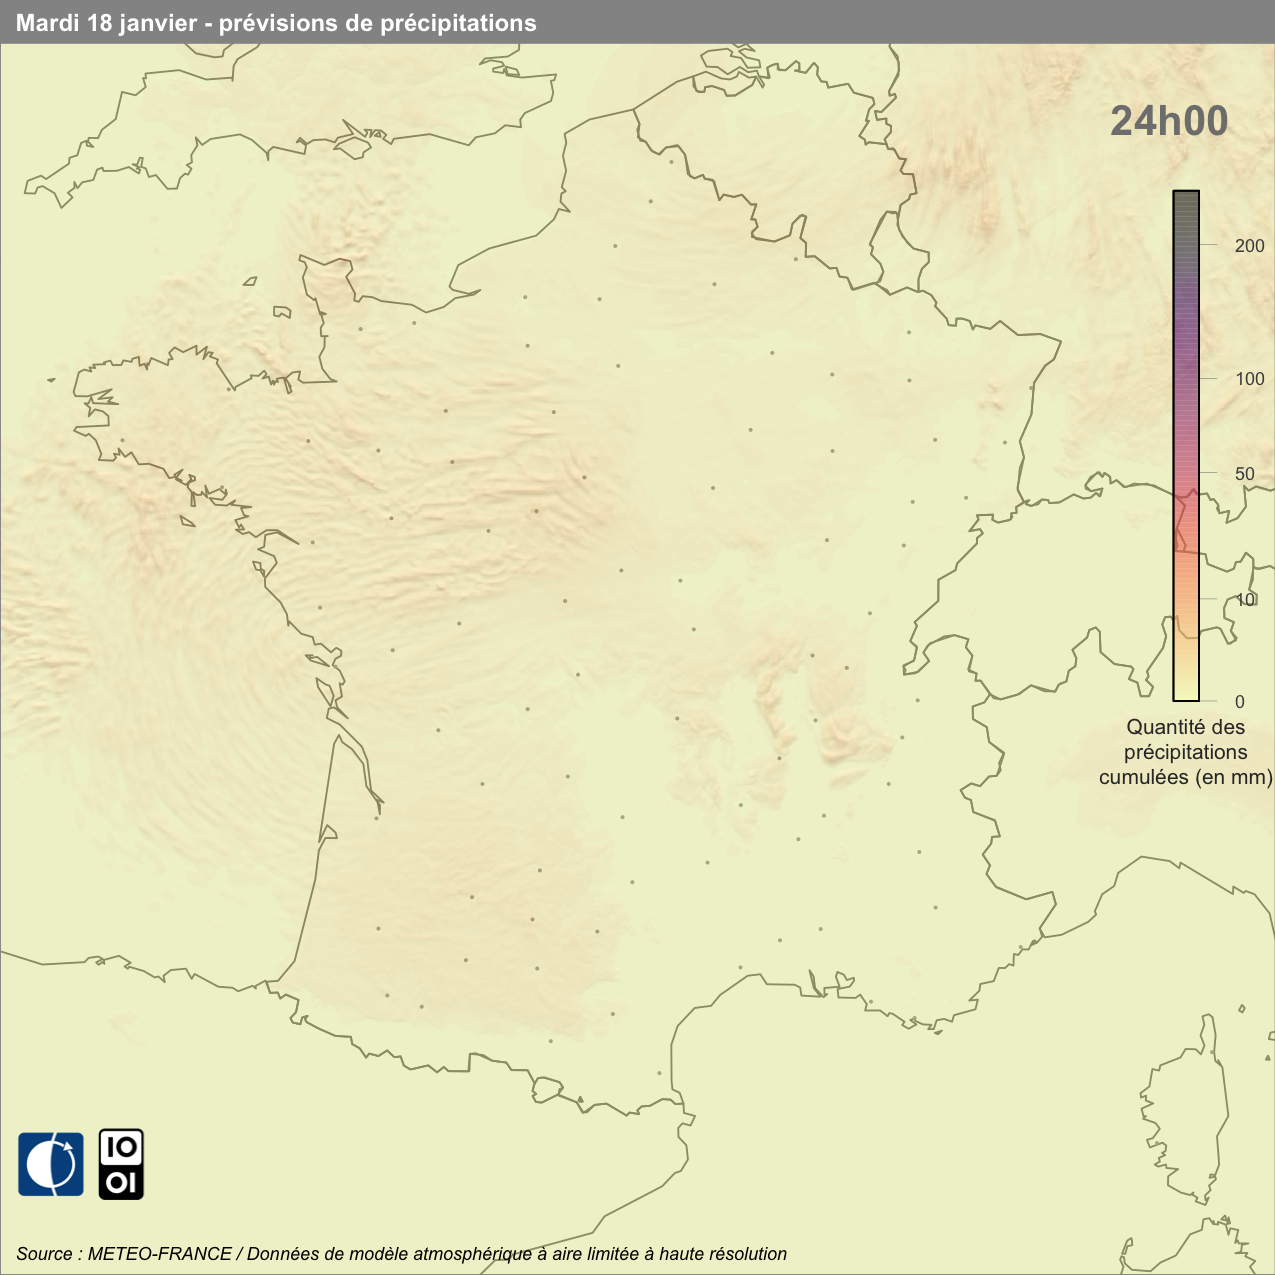 Mardi 18 janvier - prévisions de précipitations
24h00
200
100
50
10
0
Quantité des
précipitations
cumulées (en mm)
IO
OI
Source : METEO-FRANCE / Données de modèle atmosphérique à aire limitée à haute résolution